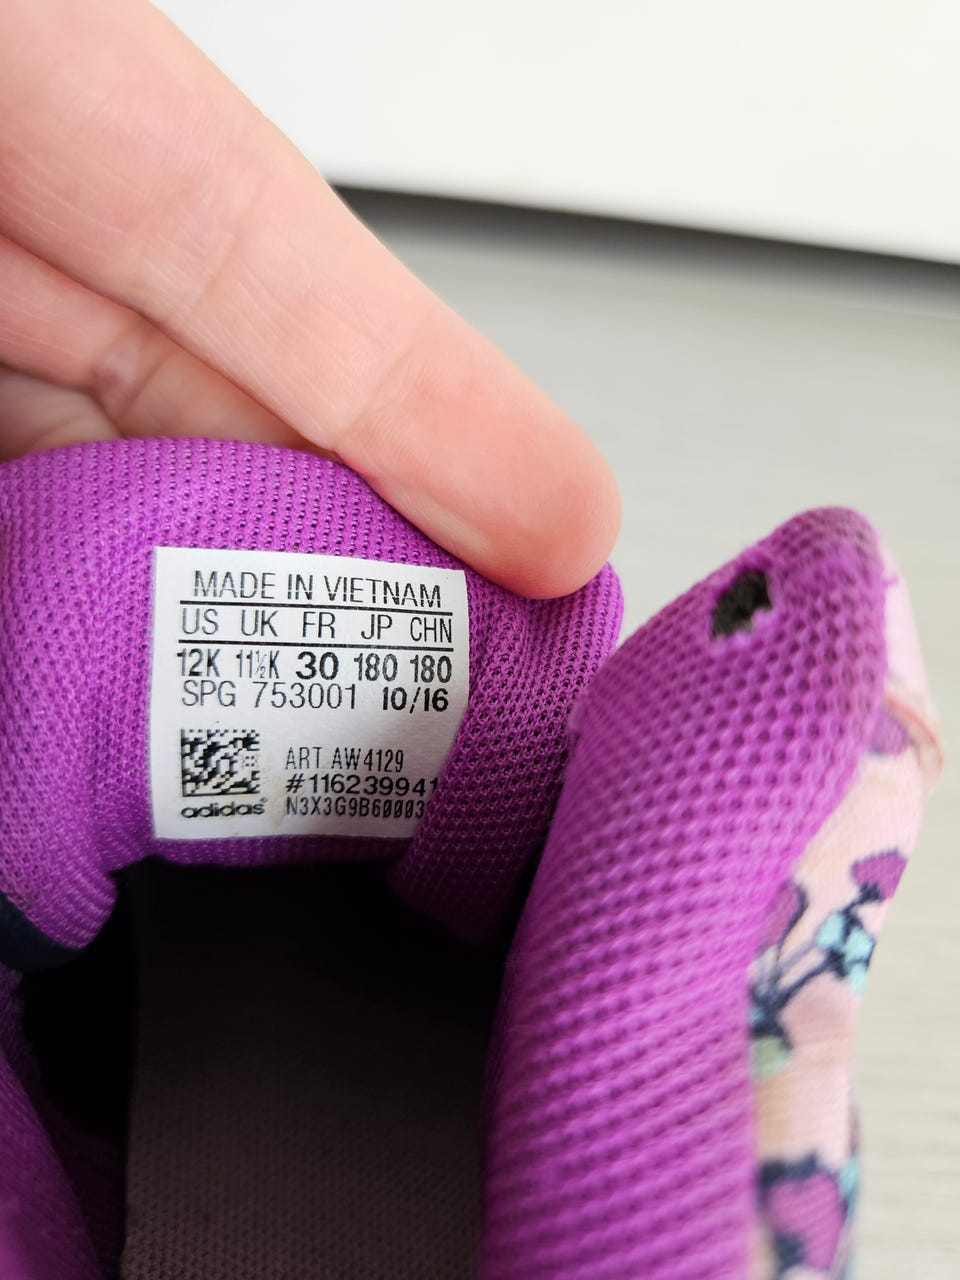 MADE IN VIETNAM
US UK FR JP CHN
12K 11½K 30 180 180
SPG 753001 10/16
ART AW4129
#116239941
adidas® N3X3G9B60003